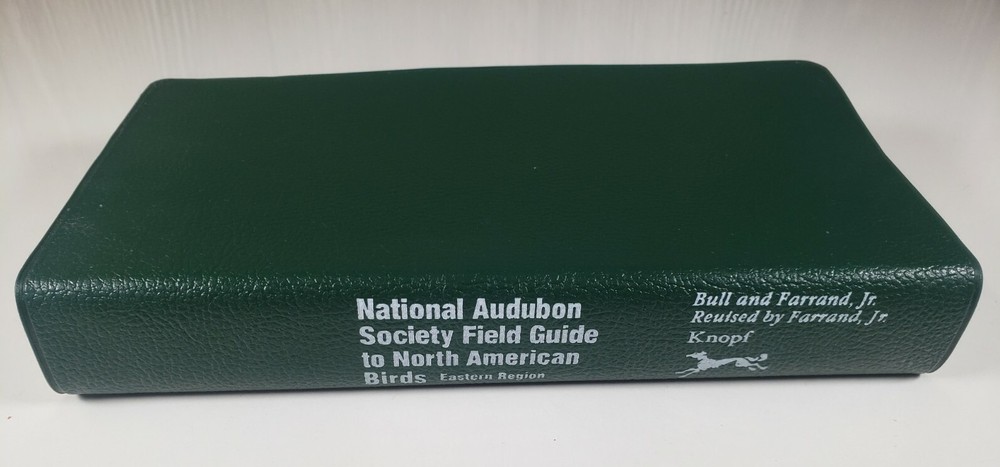 National Audubon
Society Field Guide
to North American
Birds Eastern Region
Bull and Farrand, Jr.
Revised by Farrand, Jr.
Knopf